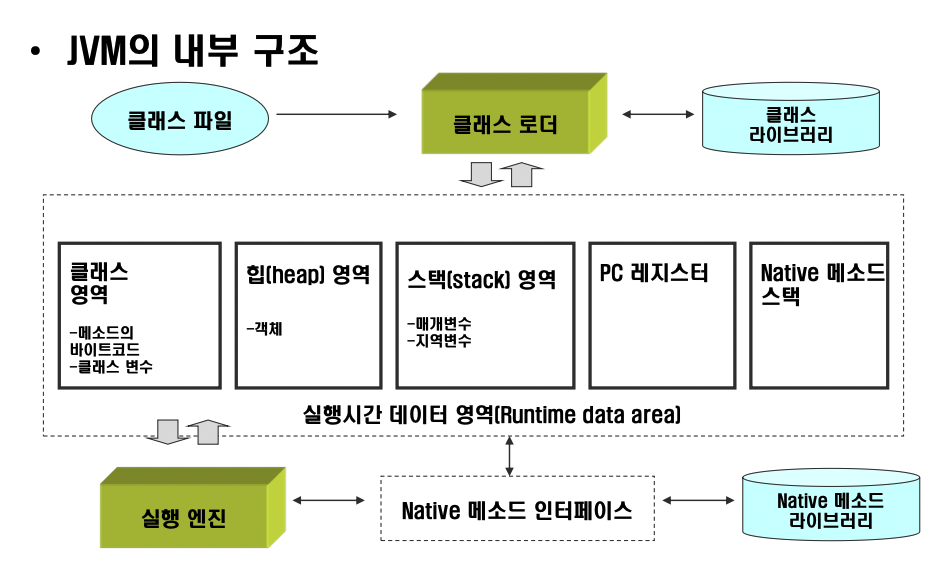 • JVM의 내부 구조
클래스 파일
클래스 로더
클래스
라이브러리
클래스
영역
-메소드의
바이트코드
-클래스 변수
힙(heap) 영역
-객체
스택(stack) 영역
-매개변수
-지역변수
PC 레지스터
Native 메소드
스택
실행시간 데이터 영역(Runtime data area)
실행 엔진
Native 메소드 인터페이스
Native 메소드
라이브러리